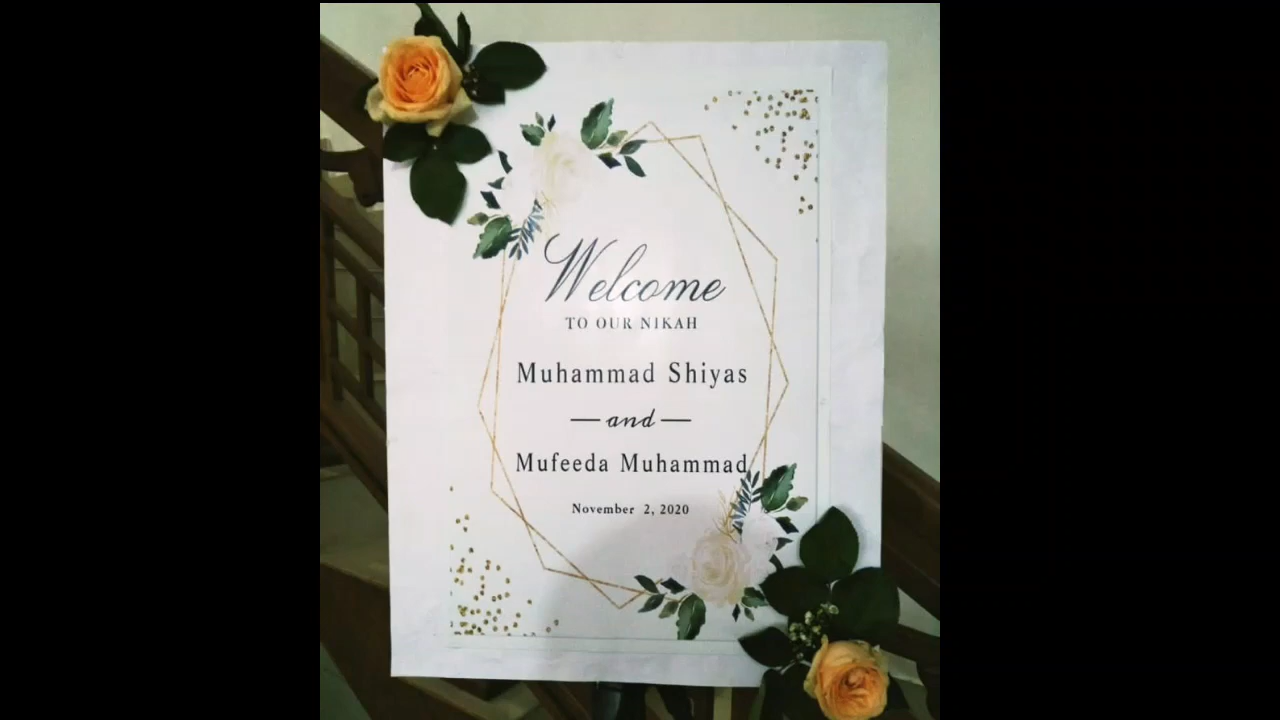 Welcome
TO OUR NIKAH
Muhammad Shiyas
and
Mufeeda Muhammad
November 2, 2020